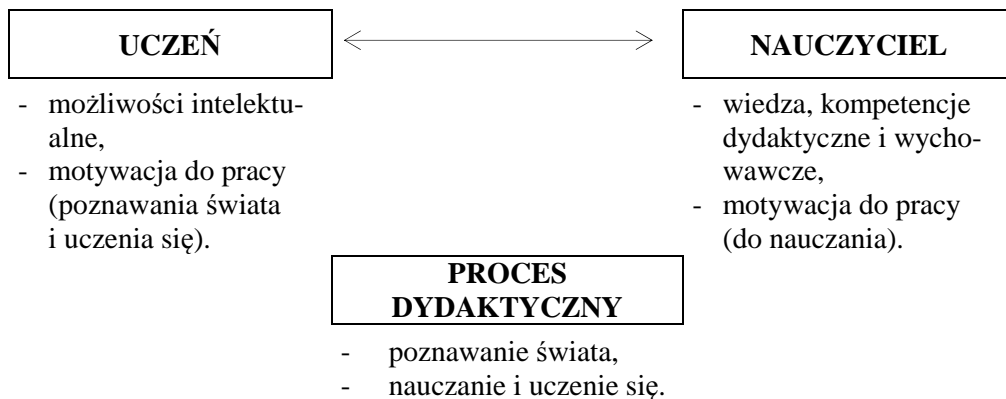 UCZEŃ
- możliwości intelektu-
alne,
- motywacja do pracy
(poznawania świata
i uczenia się).
NAUCZYCIEL
- wiedza, kompetencje
dydaktyczne i wycho-
wawcze,
- motywacja do pracy
(do nauczania).
PROCES
DYDAKTYCZNY
- poznawanie świata,
- nauczanie i uczenie się.